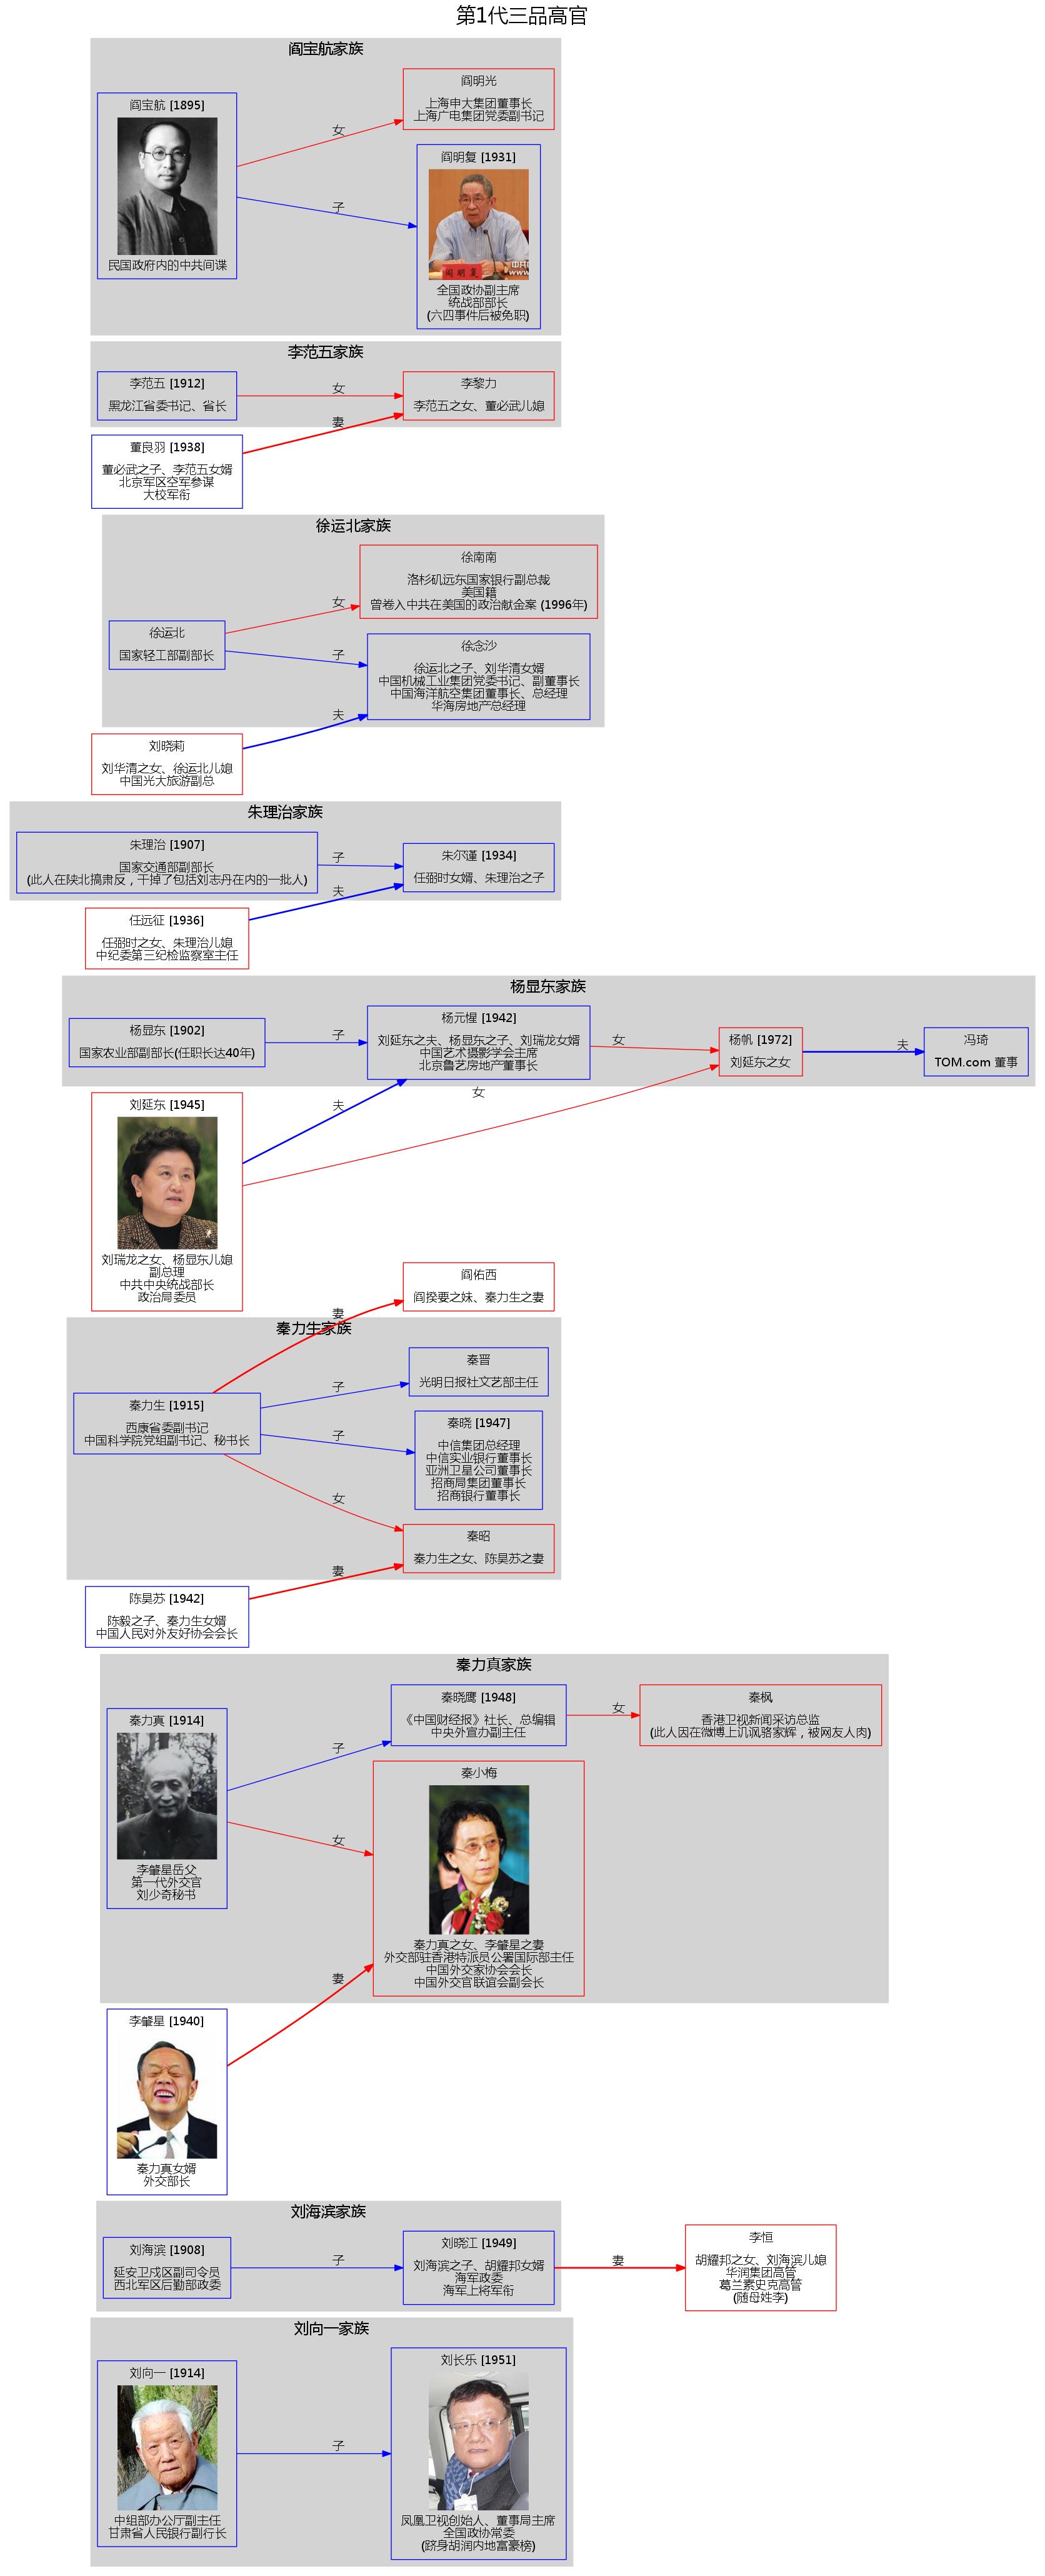 第1代三品高官
阎宝航家族
阎宝航 [1895]
民国政府内的中共间谍
女
阎明光
上海申大集团董事长
上海广电集团党委副书记
子
阎明复 [1931]
阎明复
全国政协副主席
统战部部长
(六四事件后被免职)
李范五家族
李范五 [1912]
黑龙江省委书记、省长
女
李黎力
李范五之女、董必武儿媳
妻
董良羽 [1938]
董必武之子、李范五女婿
北京军区空军参谋
大校军衔
徐运北家族
徐运北
国家轻工部副部长
女
徐南南
洛杉矶远东国家银行副总裁
美国籍
曾卷入中共在美国的政治献金案 (1996年)
子
徐念沙
徐运北之子、刘华清女婿
中国机械工业集团党委书记、副董事长
中国海洋航空集团董事长、总经理
华海房地产总经理
夫
刘晓莉
刘华清之女、徐运北儿媳
中国光大旅游副总
朱理治家族
朱理治 [1907]
国家交通部副部长
(此人在陕北搞肃反，干掉了包括刘志丹在内的一批人)
子
朱尔谨 [1934]
任弼时女婿、朱理治之子
夫
任远征 [1936]
任弼时之女、朱理治儿媳
中纪委第三纪检监察室主任
杨显东家族
杨显东 [1902]
国家农业部副部长(任职长达40年)
子
杨元惺 [1942]
刘延东之夫、杨显东之子、刘瑞龙女婿
中国艺术摄影学会主席
北京鲁艺房地产董事长
女
杨帆 [1972]
刘延东之女
夫
冯琦
TOM.com 董事
夫
女
刘延东 [1945]
刘瑞龙之女、杨显东儿媳
副总理
中共中央统战部长
政治局委员
妻
阎佑西
阎揆要之妹、秦力生之妻
秦力生家族
秦力生 [1915]
西康省委副书记
中国科学院党组副书记、秘书长
子
秦晋
光明日报社文艺部主任
子
秦晓 [1947]
中信集团总经理
中信实业银行董事长
亚洲卫星公司董事长
招商局集团董事长
招商银行董事长
女
秦昭
秦力生之女、陈昊苏之妻
妻
陈昊苏 [1942]
陈毅之子、秦力生女婿
中国人民对外友好协会会长
秦力真家族
秦力真 [1914]
李肇星岳父
第一代外交官
刘少奇秘书
子
秦晓鹰 [1948]
《中国财经报》社长、总编辑
中央外宣办副主任
女
秦枫
香港卫视新闻采访总监
(此人因在微博上讥讽骆家辉，被网友人肉)
女
秦小梅
秦力真之女、李肇星之妻
外交部驻香港特派员公署国际部主任
中国外交家协会会长
中国外交官联谊会副会长
妻
李肇星 [1940]
秦力真女婿
外交部长
刘海滨家族
刘海滨 [1908]
延安卫戍区副司令员
西北军区后勤部政委
子
刘晓江 [1949]
刘海滨之子、胡耀邦女婿
海军政委
海军上将军衔
妻
李恒
胡耀邦之女、刘海滨儿媳
华润集团高管
葛兰素史克高管
(随母姓李)
刘向一家族
刘向一 [1914]
中组部办公厅副主任
甘肃省人民银行副行长
子
刘长乐 [1951]
凤凰卫视创始人、董事局主席
全国政协常委
(跻身胡润内地富豪榜)